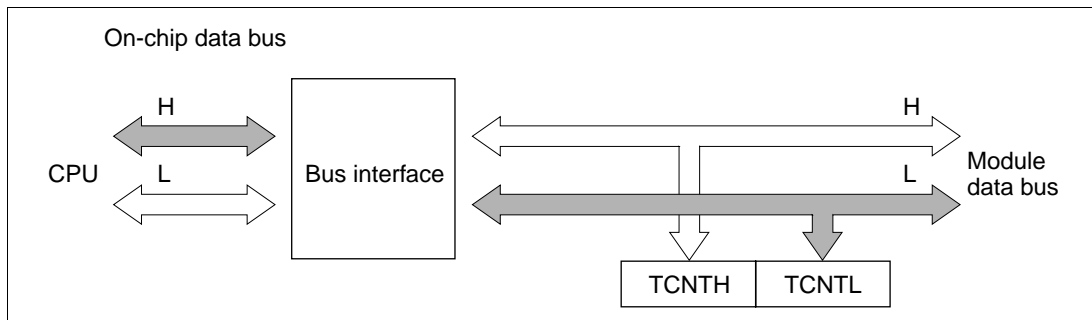 On-chip data bus
H
H
CPU
L
Bus interface
L
Module
data bus
TCNTH
TCNTL